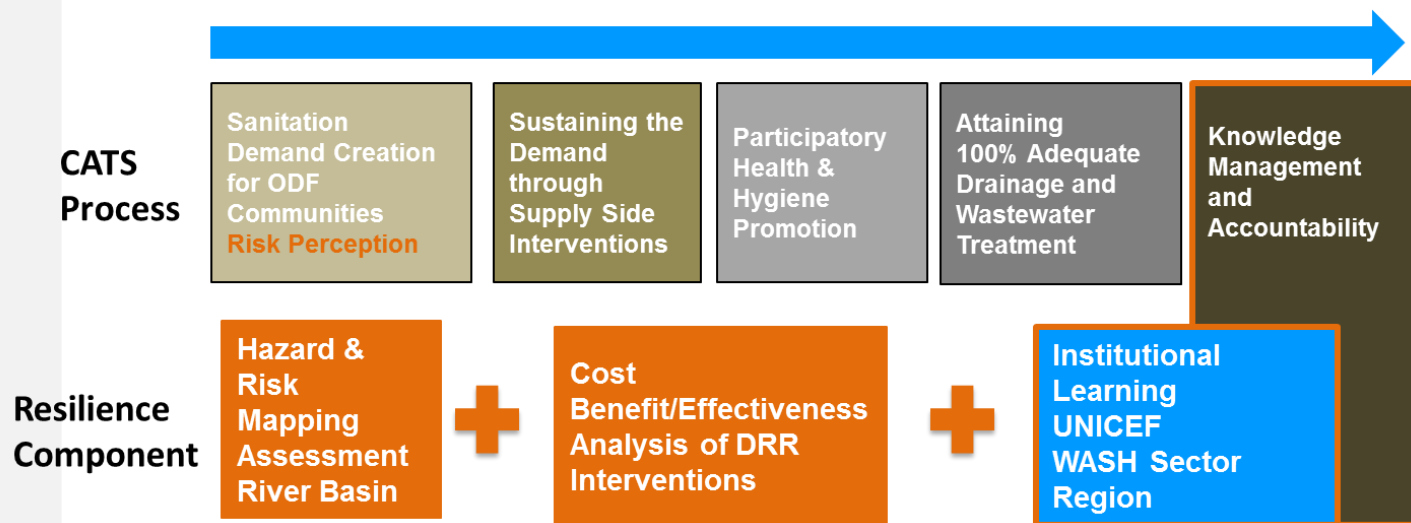 CATS
Process
Sanitation
Demand Creation
for ODF
Communities
Risk Perception
Sustaining the
Demand
through
Supply Side
Interventions
Participatory
Health &
Hygiene
Promotion
Attaining
100% Adequate
Drainage and
Wastewater
Treatment
Knowledge
Management
and
Accountability
Resilience
Component
Hazard &
Risk
Mapping
Assessment
River Basin
Cost
Benefit/Effectiveness
Analysis of DRR
Interventions
Institutional
Learning
UNICEF
WASH Sector
Region